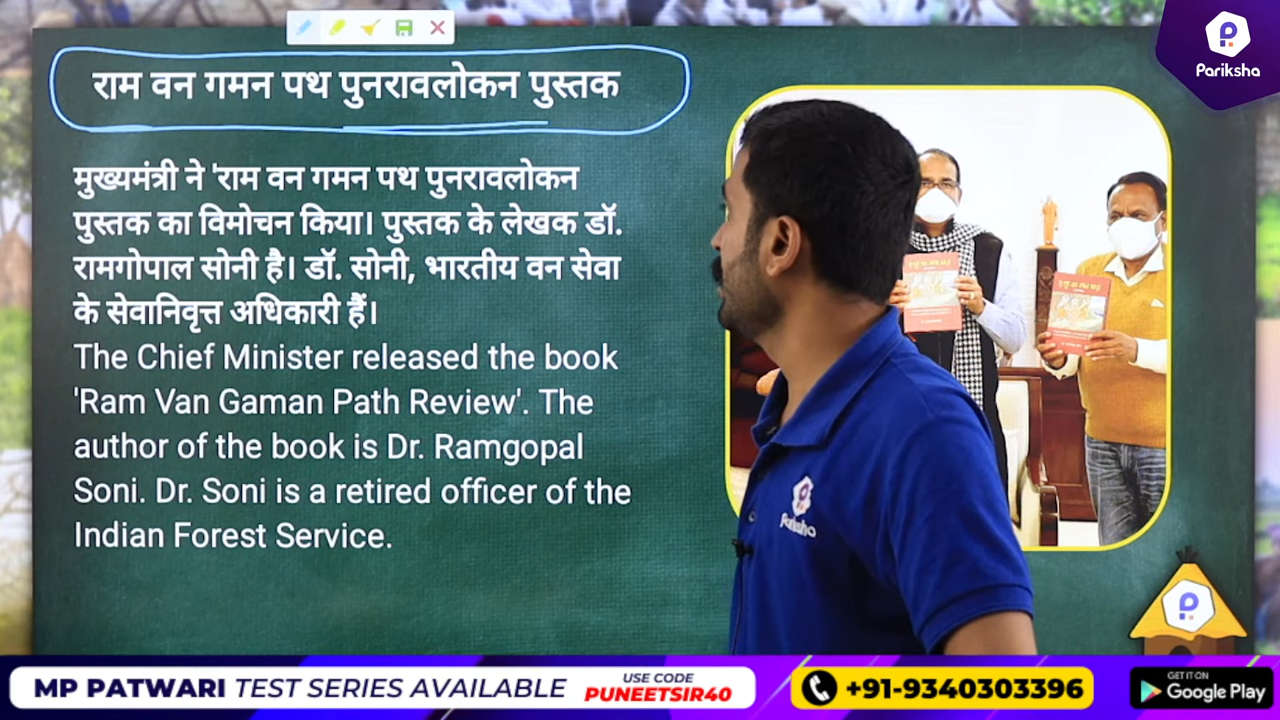 Pariksha
राम वन गमन पथ पुनरावलोकन पुस्तक
मुख्यमंत्री ने 'राम वन गमन पथ पुनरावलोकन
पुस्तक का विमोचन किया। पुस्तक के लेखक डॉ.
रामगोपाल सोनी है। डॉ. सोनी, भारतीय वन सेवा
के सेवानिवृत्त अधिकारी हैं।
The Chief Minister released the book
'Ram Van Gaman Path Review'. The
author of the book is Dr. Ramgopal
Soni. Dr. Soni is a retired officer of the
Indian Forest Service.
Pariksha
MP PATWARI TEST SERIES AVAILABLE
USE CODE
PUNEETSIR40
+91-9340303396
GET IT ON
Google Play